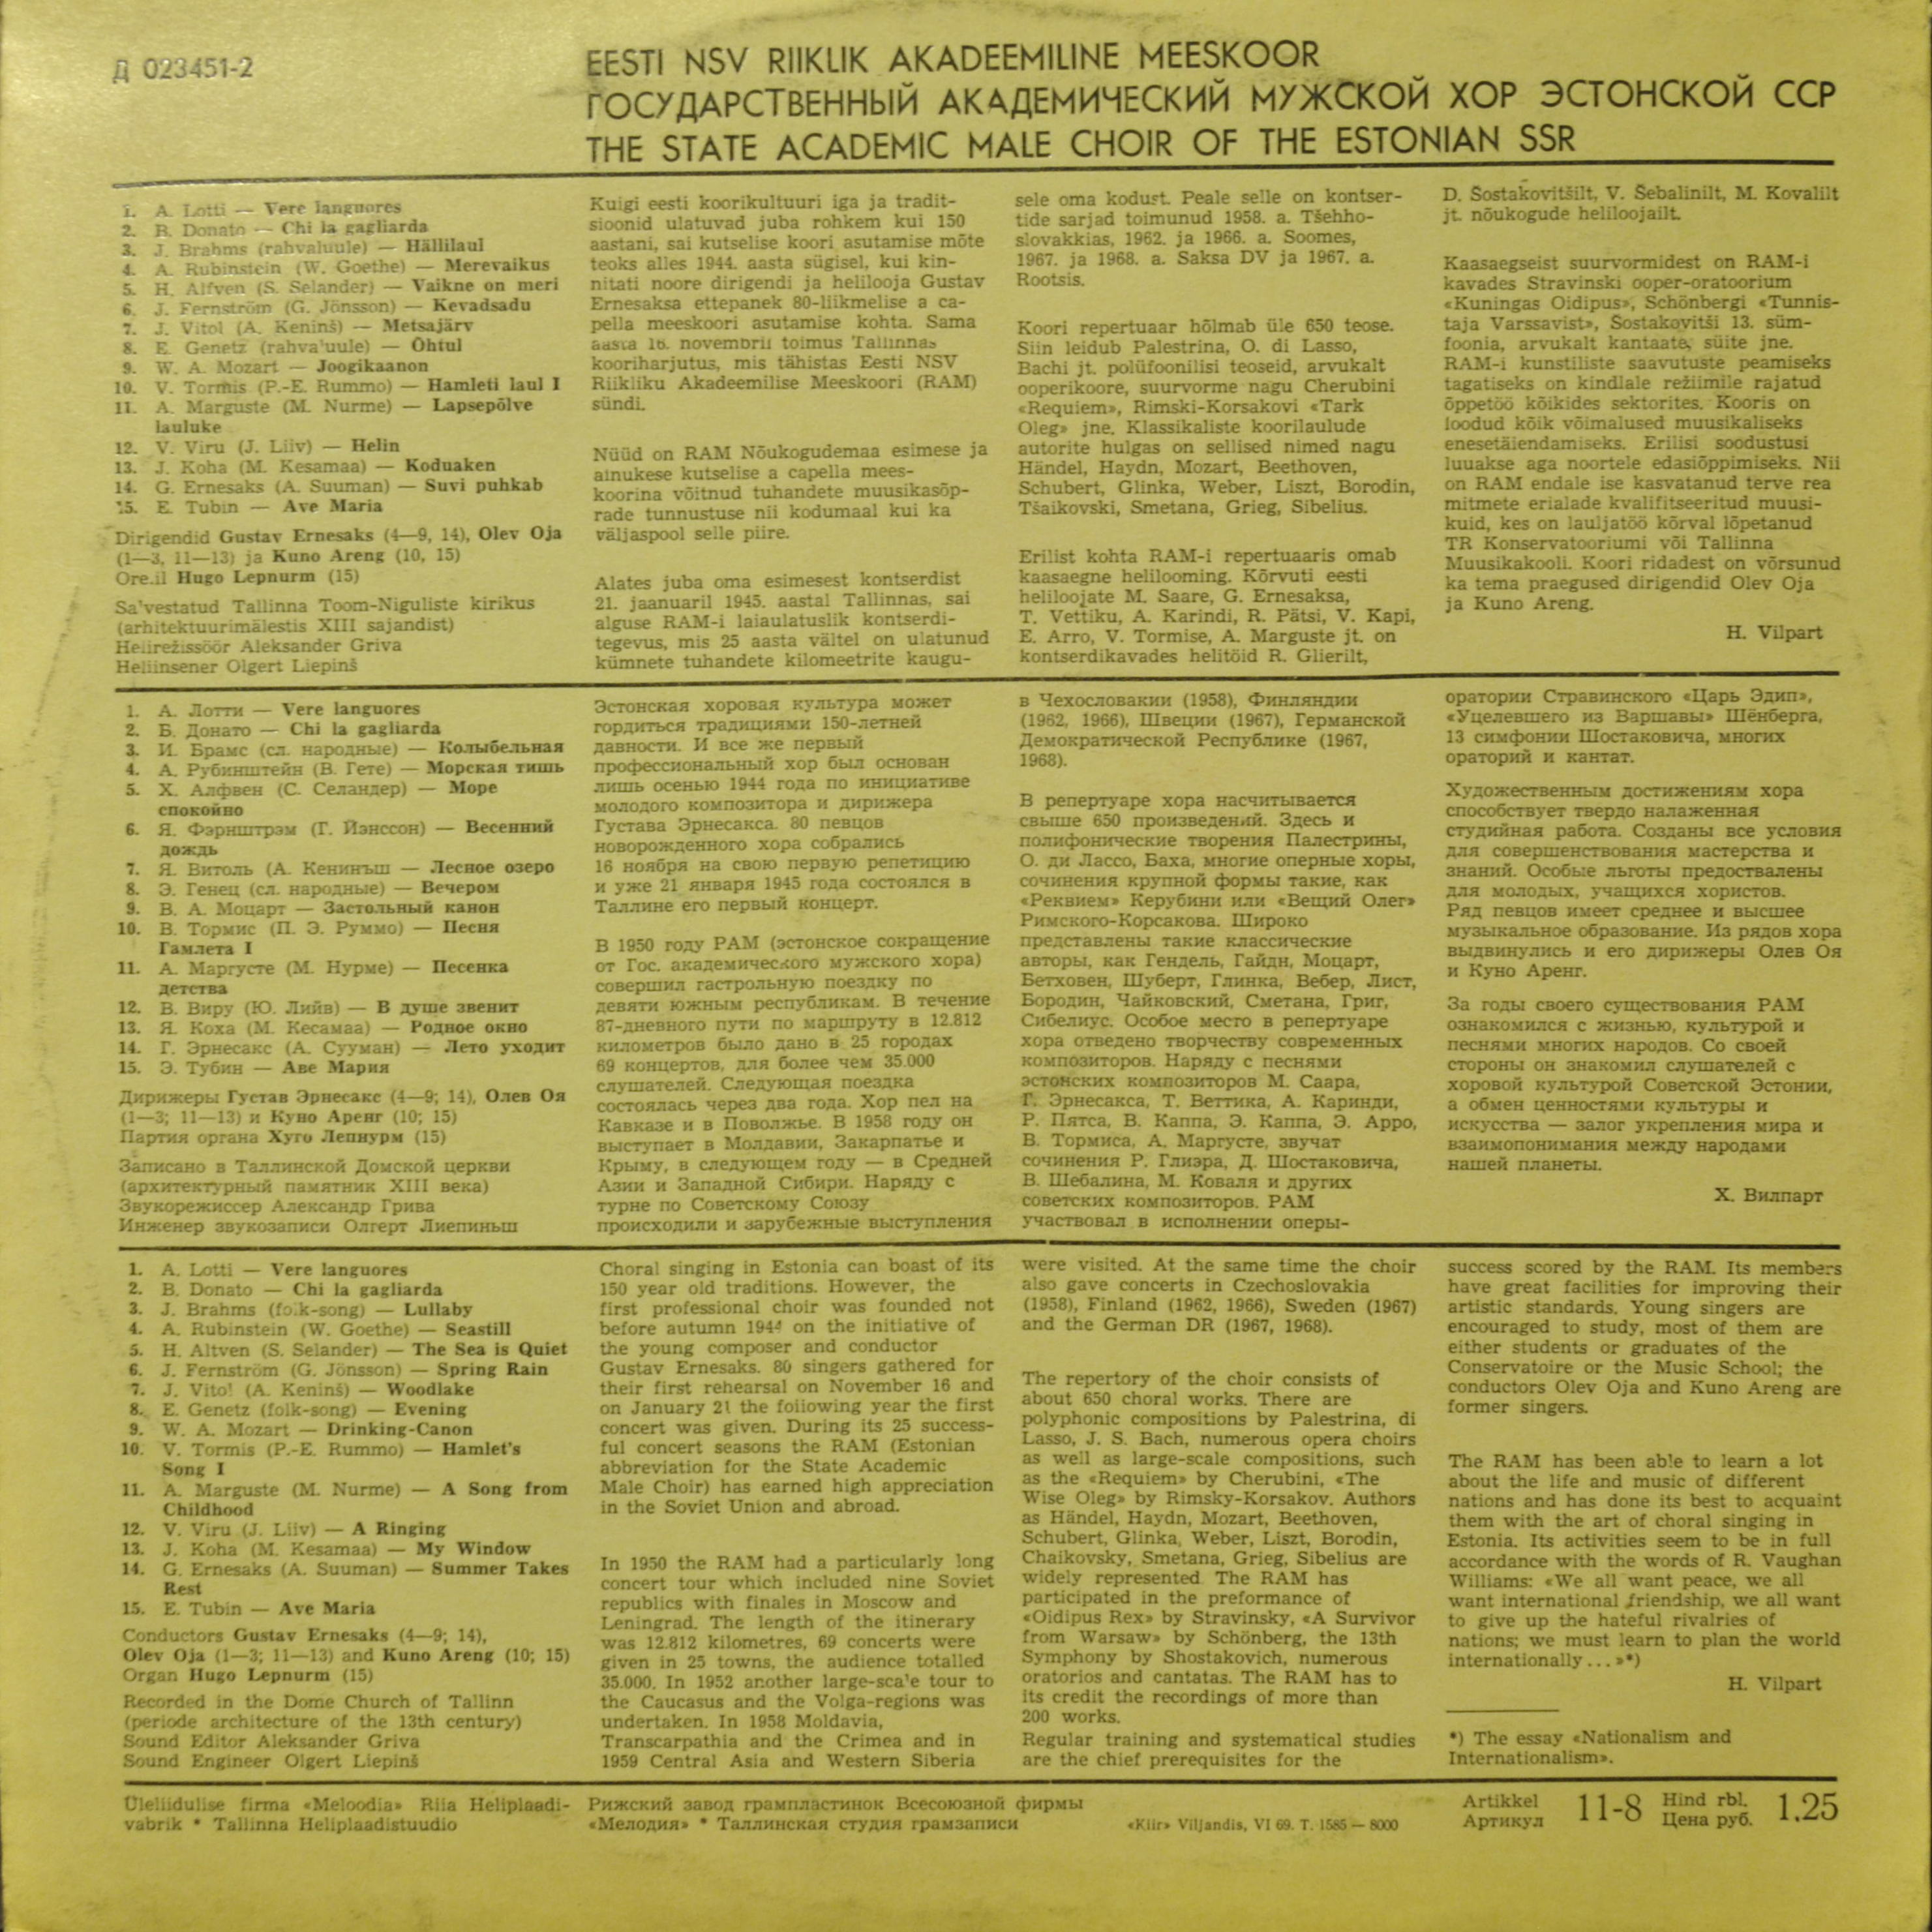 Д 023451-2
EESTI NSV RIIKLIK AKADEEMILINE MEESKOOR
ГОСУДАРСТВЕННЫЙ АКАДЕМИЧЕСКИЙ МУЖСКОЙ ХОР ЭСТОНСКОЙ ССР
THE STATE ACADEMIC MALE CHOIR OF THE ESTONIAN SSR
1. A. Lotti — Vere languores
2. B. Donato — Chi la gagliarda
3. J. Brahms (rahvaluule) — Hällilaul
4. A. Rubinstein (W. Goethe) — Merevaikus
5. H. Alfven (S. Selander) — Vaikne on meri
6. J. Fernström (G. Jönsson) — Kevadsadu
7. J. Vitol (A. Keninš) — Metsajärv
8. E. Genetz (rahva'uule) — Õhtul
9. W. A. Mozart — Joogikaanon
10. V. Tormis (P.-E. Rummo) — Hamleti laul I
11. A. Marguste (M. Nurme) — Lapsepõlve
lauluke
12. V. Viru (J. Liiv) — Helin
13. J. Koha (M. Kesamaa) — Koduaken
14. G. Ernesaks (A. Suuman) — Suvi puhkab
15. E. Tubin — Ave Maria
Dirigendid Gustav Ernesaks (4—9, 14), Olev Oja
(1—3, 11—13) ja Kuno Areng (10, 15)
Ore.il Hugo Lepnurm (15)
Sa'vestatud Tallinna Toom-Niguliste kirikus
(arhitektuurimälestis XIII sajandist)
Helirežissöör Aleksander Griva
Heliinsener Olgert Liepinš
Kuigi eesti koorikultuuri iga ja tradit-
sioonid ulatuvad juba rohkem kui 150
aastani, sai kutselise koori asutamise mõte
teoks alles 1944. aasta sügisel, kui kin-
nitati noore dirigendi ja helilooja Gustav
Ernesaksa ettepanek 80-liikmelise a ca-
pella meeskoori asutamise kohta. Sama
aasta 16. novembril toimus Tallinnas
kooriharjutus, mis tähistas Eesti NSV
Riikliku Akadeemilise Meeskoori (RAM)
sündi.
Nüüd on RAM Nõukogudemaa esimese ja
ainukese kutselise a capella mees-
koorina võitnud tuhandete muusikasõp-
rade tunnustuse nii kodumaal kui ka
väljaspool selle piire.
Alates juba oma esimesest kontserdist
21. jaanuaril 1945. aastal Tallinnas, sai
alguse RAM-i laiaulatuslik kontserdi-
tegevus, mis 25 aasta vältel on ulatunud
kümnete tuhandete kilomeetrite kaugu-
sele oma kodust. Peale selle on kontser-
tide sarjad toimunud 1958. a. Tšehho-
slovakkias, 1962. ja 1966. a. Soomes,
1967. ja 1968. a. Saksa DV ja 1967. a.
Rootsis.
Koori repertuaar hõlmab üle 650 teose.
Siin leidub Palestrina, O. di Lasso,
Bachi jt. polüfoonilisi teoseid, arvukalt
ooperikoore, suurvorme nagu Cherubini
«Requiem», Rimski-Korsakovi «Tark
Oleg» jne. Klassikaliste koorilaulude
autorite hulgas on sellised nimed nagu
Händel, Haydn, Mozart, Beethoven,
Schubert, Glinka, Weber, Liszt, Borodin,
Tšaikovski, Smetana, Grieg, Sibelius.
Erilist kohta RAM-i repertuaaris omab
kaasaegne helilooming. Kõrvuti eesti
heliloojate M. Saare, G. Ernesaksa,
T. Vettiku, A. Karindi, R. Pätsi, V. Kapi,
E. Arro, V. Tormise, A. Marguste jt. on
kontserdikavades helitöid R. Glierilt,
D. Šostakovitšilt, V. Šebalinilt, M. Kovalilt
jt. nõukogude heliloojailt.
Kaasaegseist suurvormidest on RAM-i
kavades Stravinski ooper-oratoorium
«Kuningas Oidipus», Schönbergi «Tunnis-
taja Varssavist», Šostakovitši 13. süm-
foonia, arvukalt kantaate, süite jne.
RAM-i kunstiliste saavutuste peamiseks
tagatiseks on kindlale režiimile rajatud
õppetöö kõikides sektorites. Kooris on
loodud kõik võimalused muusikaliseks
enesetäiendamiseks. Erilisi soodustusi
luuakse aga noortele edasiõppimiseks. Nii
on RAM endale ise kasvatanud terve rea
mitmete erialade kvalifitseeritud muusi-
kuid, kes on lauljatöö kõrval lõpetanud
TR Konservatooriumi või Tallinna
Muusikakooli. Koori ridadest on võrsunud
ka tema praegused dirigendid Olev Oja
ja Kuno Areng.
H. Vilpart
1. А. Лотти — Vere languores
2. Б. Донато — Chi la gagliarda
3. И. Брамс (сл. народные) — Колыбельная
4. А. Рубинштейн (В. Гете) — Морская тишь
5. Х. Алфвен (С. Селандер) — Море
спокойно
6. Я. Фэрнштрэм (Г. Йэнссон) — Весенний
дождь
7. Я. Витоль (А. Кенинъш — Лесное озеро
8. Э. Генец (сл. народные) — Вечером
9. В. А. Моцарт — Застольный канон
10. В. Тормис (П. Э. Руммо) — Песня
Гамлета I
11. А. Маргусте (М. Нурме) — Песенка
детства
12. В. Виру (Ю. Лийв) — В душе звенит
13. Я. Коха (М. Кесамаа) — Родное окно
14. Г. Эрнесакс (А. Сууман) — Лето уходит
15. Э. Тубин — Аве Мария
Дирижеры Густав Эрнесакс (4—9; 14), Олев Оя
(1—3; 11—13) и Куно Аренг (10; 15)
Партия органа Хуго Лепнурм (15)
Записано в Таллинской Домской церкви
(архитектурный памятник XIII века)
Звукорежиссер Александр Грива
Инженер звукозаписи Олгерт Лиепиньш
Эстонская хоровая культура может
гордиться традициями 150-летней
давности. И все же первый
профессиональный хор был основан
лишь осенью 1944 года по инициативе
молодого композитора и дирижера
Густава Эрнесакса. 80 певцов
новорожденного хора собрались
16 ноября на свою первую репетицию
и уже 21 января 1945 года состоялся в
Таллине его первый концерт.
В 1950 году РАМ (эстонское сокращение
от Гос. академического мужского хора)
совершил гастрольную поездку по
девяти южным республикам. В течение
87-дневного пути по маршруту в 12.812
километров было дано в 25 городах
69 концертов, для более чем 35.000
слушателей. Следующая поездка
состоялась через два года. Хор пел на
Кавказе и в Поволжье. В 1958 году он
выступает в Молдавии, Закарпатье и
Крыму, в следующем году — в Средней
Азии и Западной Сибири. Наряду с
турне по Советскому Союзу
происходили и зарубежные выступления
в Чехословакии (1958), Финляндии
(1962, 1966), Швеции (1967), Германской
Демократической Республике (1967,
1968).
В репертуаре хора насчитывается
свыше 650 произведений. Здесь и
полифонические творения Палестрины,
О. ди Лассо, Баха, многие оперные хоры,
сочинения крупной формы такие, как
«Реквием» Керубини или «Вещий Олег»
Римского-Корсакова. Широко
представлены такие классические
авторы, как Гендель, Гайдн, Моцарт,
Бетховен, Шуберт, Глинка, Вебер, Лист,
Бородин, Чайковский, Сметана, Григ,
Сибелиус. Особое место в репертуаре
хора отведено творчеству современных
композиторов. Наряду с песнями
эстонских композиторов М. Саара,
Г. Эрнесакса, Т. Веттика, А. Каринди,
Р. Пятса, В. Каппа, Э. Каппа, Э. Арро,
В. Тормиса, А. Маргусте, звучат
сочинения Р. Глиэра, Д. Шостаковича,
В. Шебалина, М. Коваля и других
советских композиторов. РАМ
участвовал в исполнении оперы-
оратории Стравинского «Царь Эдип»,
«Уцелевшего из Варшавы» Шёнберга,
13 симфонии Шостаковича, многих
ораторий и кантат.
Художественным достижениям хора
способствует твердо налаженная
студийная работа. Созданы все условия
для совершенствования мастерства и
знаний. Особые льготы предоставлены
для молодых, учащихся хористов.
Ряд певцов имеет среднее и высшее
музыкальное образование. Из рядов хора
выдвинулись и его дирижеры Олев Оя
и Куно Аренг.
За годы своего существования РАМ
ознакомился с жизнью, культурой и
песнями многих народов. Со своей
стороны он знакомил слушателей с
хоровой культурой Советской Эстонии,
а обмен ценностями культуры и
искусства — залог укрепления мира и
взаимопонимания между народами
нашей планеты.
Х. Вилпарт
1. A. Lotti — Vere languores
2. B. Donato — Chi la gagliarda
3. J. Brahms (folk-song) — Lullaby
4. A. Rubinstein (W. Goethe) — Seastill
5. H. Altven (S. Selander) — The Sea is Quiet
6. J. Fernström (G. Jönsson) — Spring Rain
7. J. Vito! (A. Keninš) — Woodlake
8. E. Genetz (folk-song) — Evening
9. W. A. Mozart — Drinking-Canon
10. V. Tormis (P.-E. Rummo) — Hamlet's
Song I
11. A. Marguste (M. Nurme) — A Song from
Childhood
12. V. Viru (J. Liiv) — A Ringing
13. J. Koha (M. Kesamaa) — My Window
14. G. Ernesaks (A. Suuman) — Summer Takes
Rest
15. E. Tubin — Ave Maria
Conductors Gustav Ernesaks (4—9; 14),
Olev Oja (1—3; 11—13) and Kuno Areng (10; 15)
Organ Hugo Lepnurm (15)
Recorded in the Dome Church of Tallinn
(periode architecture of the 13th century)
Sound Editor Aleksander Griva
Sound Engineer Olgert Liepinš
Choral singing in Estonia can boast of its
150 year old traditions. However, the
first professional choir was founded not
before autumn 1944 on the initiative of
the young composer and conductor
Gustav Ernesaks. 80 singers gathered for
their first rehearsal on November 16 and
on January 21 the following year the first
concert was given. During its 25 success-
ful concert seasons the RAM (Estonian
abbreviation for the State Academic
Male Choir) has earned high appreciation
in the Soviet Union and abroad.
In 1950 the RAM had a particularly long
concert tour which included nine Soviet
republics with finales in Moscow and
Leningrad. The length of the itinerary
was 12.812 kilometres, 69 concerts were
given in 25 towns, the audience totalled
35.000. In 1952 another large-sca'e tour to
the Caucasus and the Volga-regions was
undertaken. In 1958 Moldavia,
Transcarpathia and the Crimea and in
1959 Central Asia and Western Siberia
were visited. At the same time the choir
also gave concerts in Czechoslovakia
(1958), Finland (1962, 1966), Sweden (1967)
and the German DR (1967, 1968).
The repertory of the choir consists of
about 650 choral works. There are
polyphonic compositions by Palestrina, di
Lasso, J. S. Bach, numerous opera choirs
as well as large-scale compositions, such
as the «Requiem» by Cherubini, «The
Wise Oleg» by Rimsky-Korsakov. Authors
as Händel, Haydn, Mozart, Beethoven,
Schubert, Glinka, Weber, Liszt, Borodin,
Chaikovsky, Smetana, Grieg, Sibelius are
widely represented The RAM has
participated in the preformance of
«Oidipus Rex» by Stravinsky, «A Survivor
from Warsaw» by Schönberg, the 13th
Symphony by Shostakovich, numerous
oratorios and cantatas. The RAM has to
its credit the recordings of more than
200 works.
Regular training and systematical studies
are the chief prerequisites for the
success scored by the RAM. Its members
have great facilities for improving their
artistic standards. Young singers are
encouraged to study, most of them are
either students or graduates of the
Conservatoire or the Music School; the
conductors Olev Oja and Kuno Areng are
former singers.
The RAM has been able to learn a lot
about the life and music of different
nations and has done its best to acquaint
them with the art of choral singing in
Estonia. Its activities seem to be in full
accordance with the words of R. Vaughan
Williams: «We all want peace, we all
want international friendship, we all want
to give up the hateful rivalries of
nations; we must learn to plan the world
internationally ... »*)
H. Vilpart
*) The essay «Nationalism and
Internationalism».
Üleliidulise firma «Meloodia» Riia Heliplaadi-
vabrik * Tallinna Heliplaadistuudio
Рижский завод грампластинок Всесоюзной фирмы
«Мелодия» * Таллинская студия грамзаписи
«Kiir» Viljandis, VI 69. T. 1585 — 8000
Artikkel
Артикул
11-8
Hind rbl.
Цена руб.
1.25